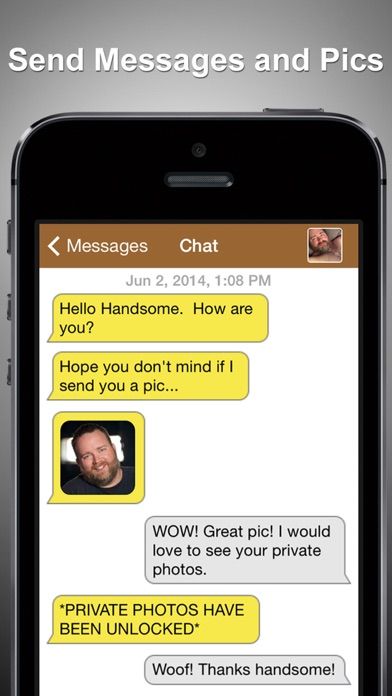 Send Messages and Pics
Messages
Chat
Jun 2, 2014, 1:08 PM
Hello Handsome.  How are
you?
Hope you don't mind if I
send you a pic...
WOW! Great pic! I would
love to see your private
photos.
*PRIVATE PHOTOS HAVE
BEEN UNLOCKED*
Woof! Thanks handsome!